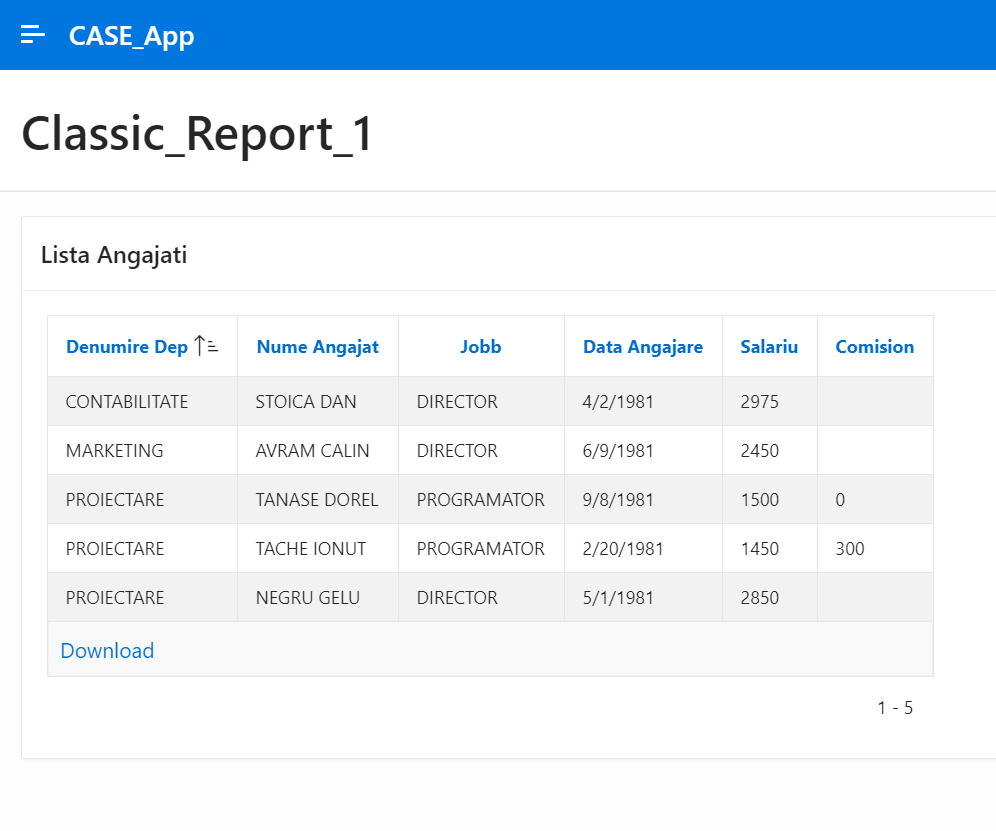 CASE_App
Classic_Report_1
Lista Angajati
Denumire Dep Nume Angajat Jobb Data Angajare Salariu Comision
CONTABILITATE STOICA DAN DIRECTOR 4/2/1981 2975
MARKETING AVRAM CALIN DIRECTOR 6/9/1981 2450
PROIECTARE TANASE DOREL PROGRAMATOR 9/8/1981 1500 0
PROIECTARE TACHE IONUT PROGRAMATOR 2/20/1981 1450 300
PROIECTARE NEGRU GELU DIRECTOR 5/1/1981 2850
Download
1 - 5